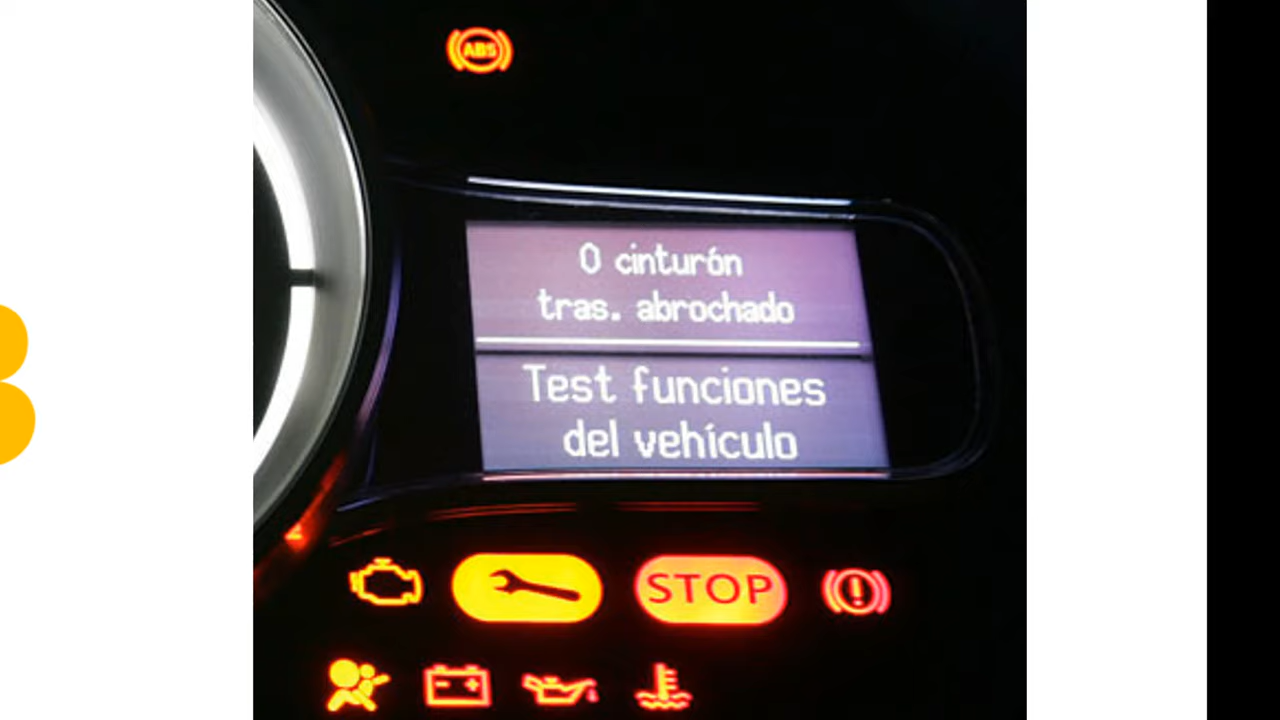 ABS
0 cinturón
tras. abrochado
Test funciones
del vehículo
STOP